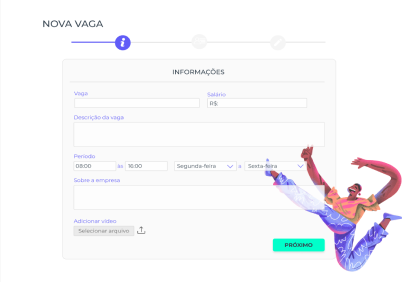 NOVA VAGA
INFORMAÇÕES
Vaga
Salário
R$:
Descrição da vaga
Período
08:00 às 16:00 Segunda-feira a Sexta-feira
Sobre a empresa
Adicionar vídeo
Selecionar arquivo
PRÓXIMO